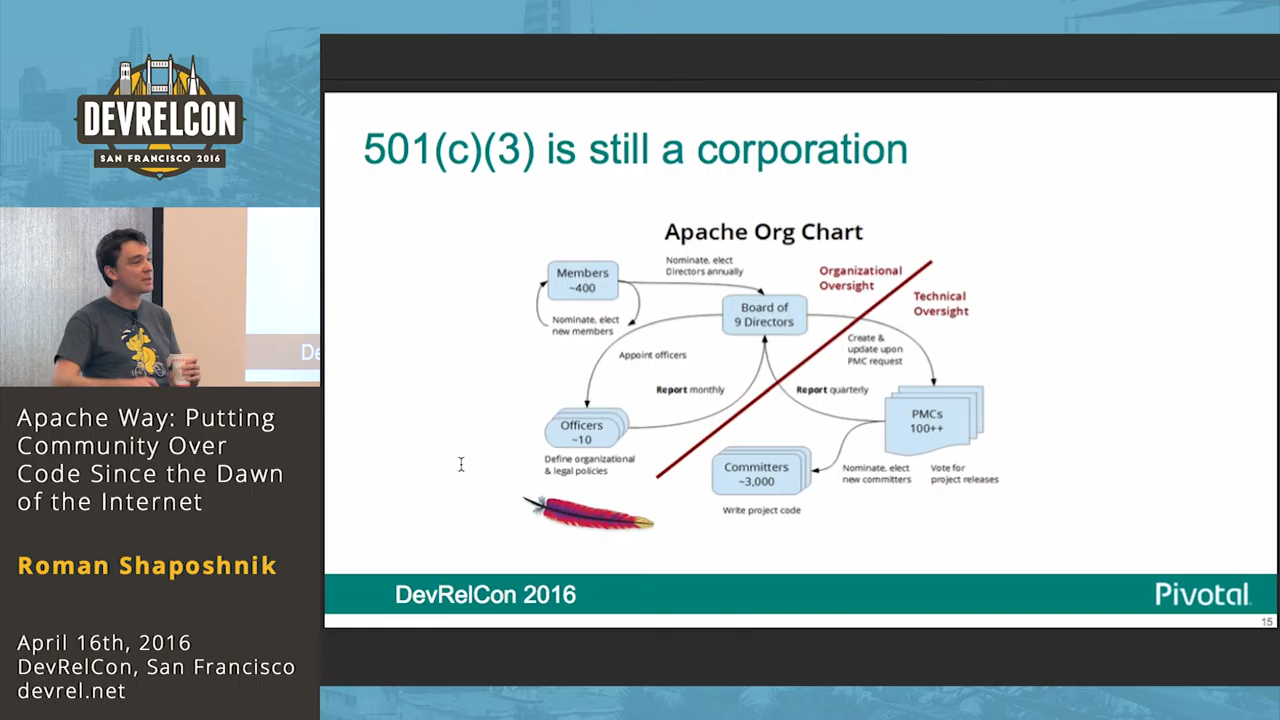 DEVRELCON
SAN FRANCISCO 2016
De
Apache Way: Putting
Community Over
Code Since the Dawn
of the Internet
Roman Shaposhnik
April 16th, 2016
DevRelCon, San Francisco
devrel.net
501(c)(3) is still a corporation
Apache Org Chart
Members
~400
Nominate, elect
Directors annually
Nominate, elect
new members
Board of
9 Directors
Organizational
Oversight
Technical
Oversight
Appoint officers
Create &
update upon
PMC request
Report monthly
Report quarterly
Officers
~10
Define organizational
& legal policies
PMCs
100++
Committers
~3,000
Write project code
Nominate, elect
new committers
Vote for
project releases
DevRelCon 2016
Pivotal
15